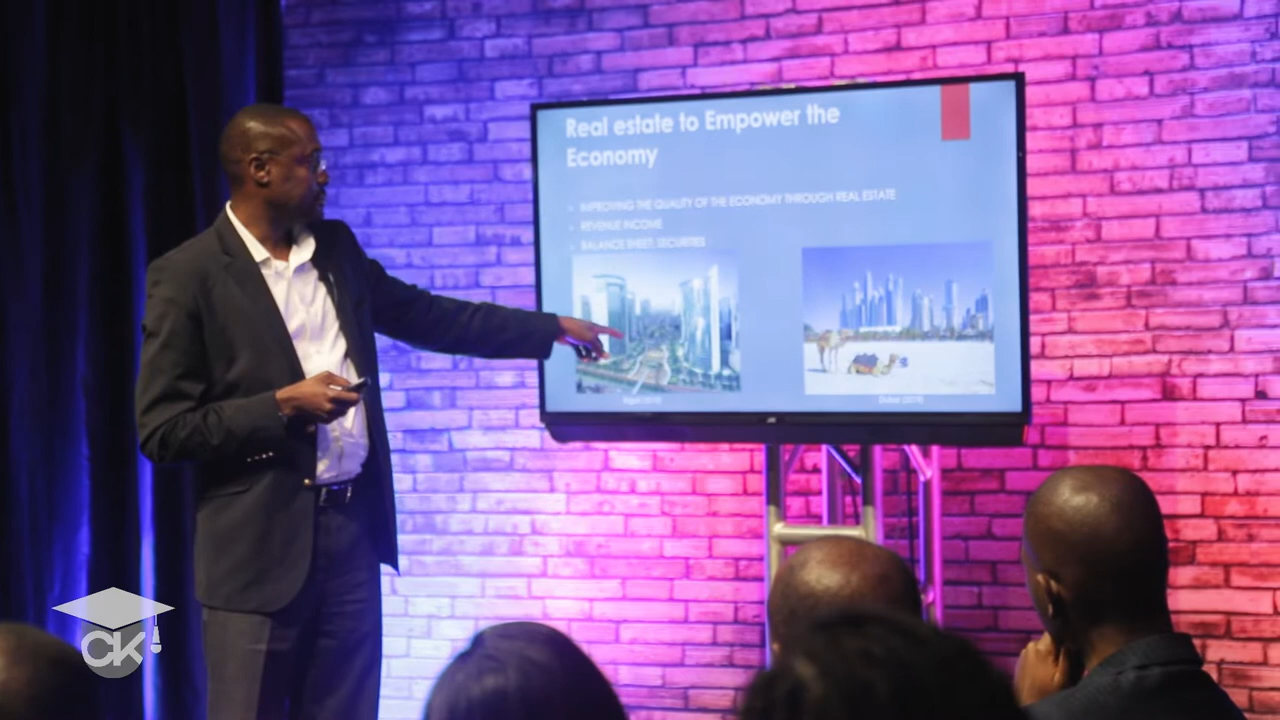 Real estate to Empower the
Economy
IMPROVING THE QUALITY OF THE ECONOMY THROUGH REAL ESTATE
REVENUE INCOME
BALANCE SHEET: SECURITIES
Dubai (2018)
CK